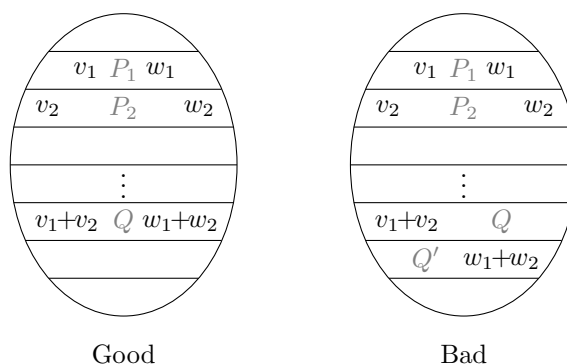 v₁ P₁ w₁ v₁ P₁ w₁
v₂ P₂ w₂ v₂ P₂ w₂
⋮ ⋮
v₁+v₂ Q w₁+w₂ v₁+v₂ Q
Q′ w₁+w₂
Good Bad